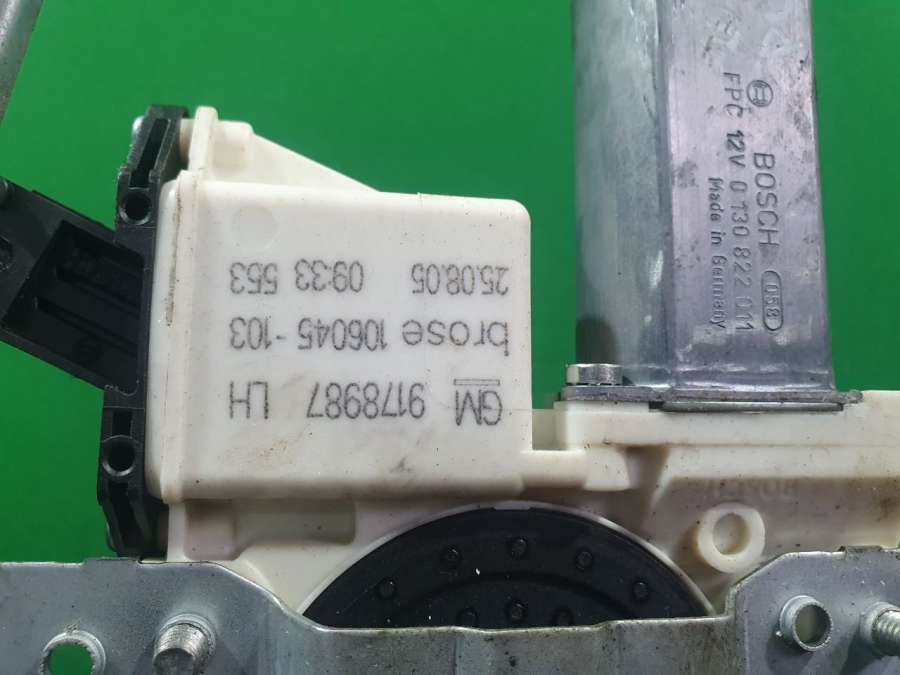 GM 9178987 LH
brose 106045-103
25.08.05 09:33 553
BOSCH 058
FPC 12V 0 130 822 011
Made in Germany